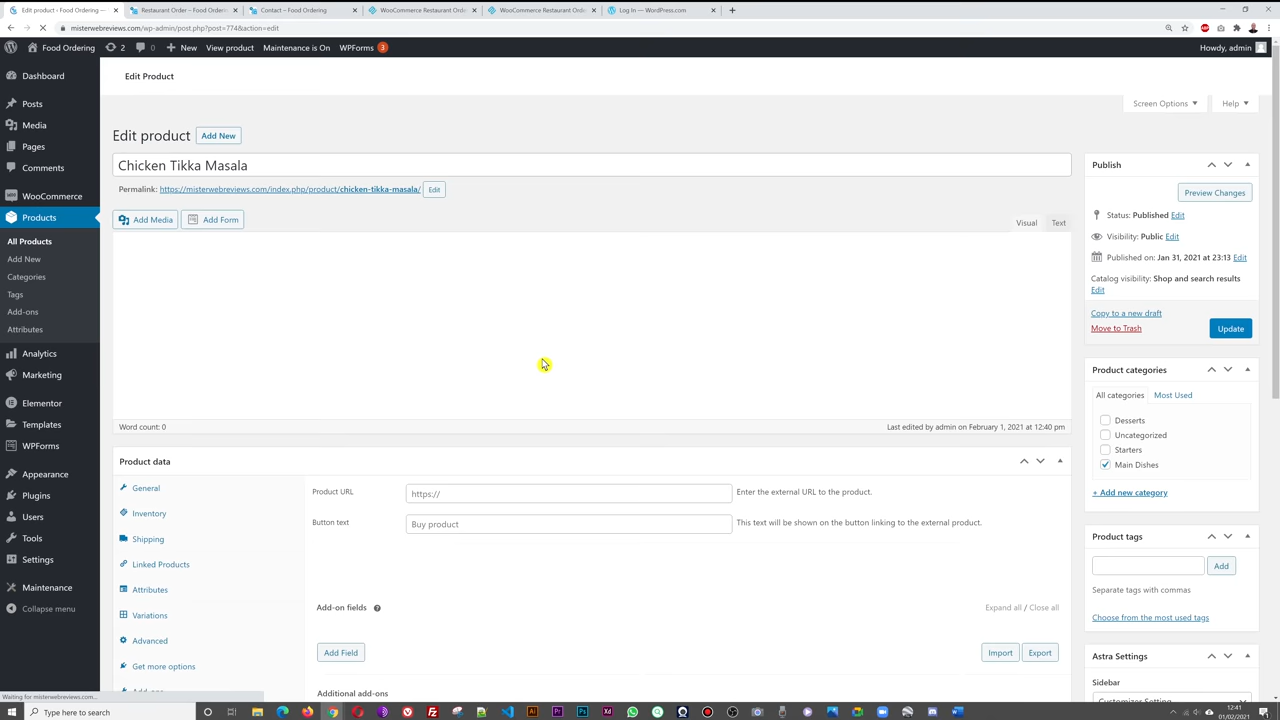 Edit product ‹ Food Ordering —
Restaurant Order – Food Ordering
Contact – Food Ordering
WooCommerce Restaurant Ord
WooCommerce Restaurant Ord
Log In — WordPress.com
misterwebreviews.com/wp-admin/post.php?post=774&action=edit
Food Ordering 2 0 New View product Maintenance is On WPForms 3 Howdy, admin
Dashboard
Posts
Media
Pages
Comments
WooCommerce
Products
All Products
Add New
Categories
Tags
Add-ons
Attributes
Analytics
Marketing
Elementor
Templates
WPForms
Appearance
Plugins
Users
Tools
Settings
Maintenance
Collapse menu
Edit Product
Screen Options
Help
Edit product Add New
Chicken Tikka Masala
Permalink: https://misterwebreviews.com/index.php/product/chicken-tikka-masala/ Edit
Add Media Add Form Visual Text
Word count: 0 Last edited by admin on February 1, 2021 at 12:40 pm
Product data
General
Inventory
Shipping
Linked Products
Attributes
Variations
Advanced
Get more options
Product URL https:// Enter the external URL to the product.
Button text Buy product This text will be shown on the button linking to the external product.
Add-on fields Expand all / Close all
Add Field Import Export
Additional add-ons
Publish
Preview Changes
Status: Published Edit
Visibility: Public Edit
Published on: Jan 31, 2021 at 23:13 Edit
Catalog visibility: Shop and search results
Edit
Copy to a new draft
Move to Trash
Update
Product categories
All categories Most Used
Desserts
Uncategorized
Starters
Main Dishes
+ Add new category
Product tags
Add
Separate tags with commas
Choose from the most used tags
Astra Settings
Sidebar
Customizer Setting
Waiting for misterwebreviews.com...
Type here to search
12:41
01/02/2021